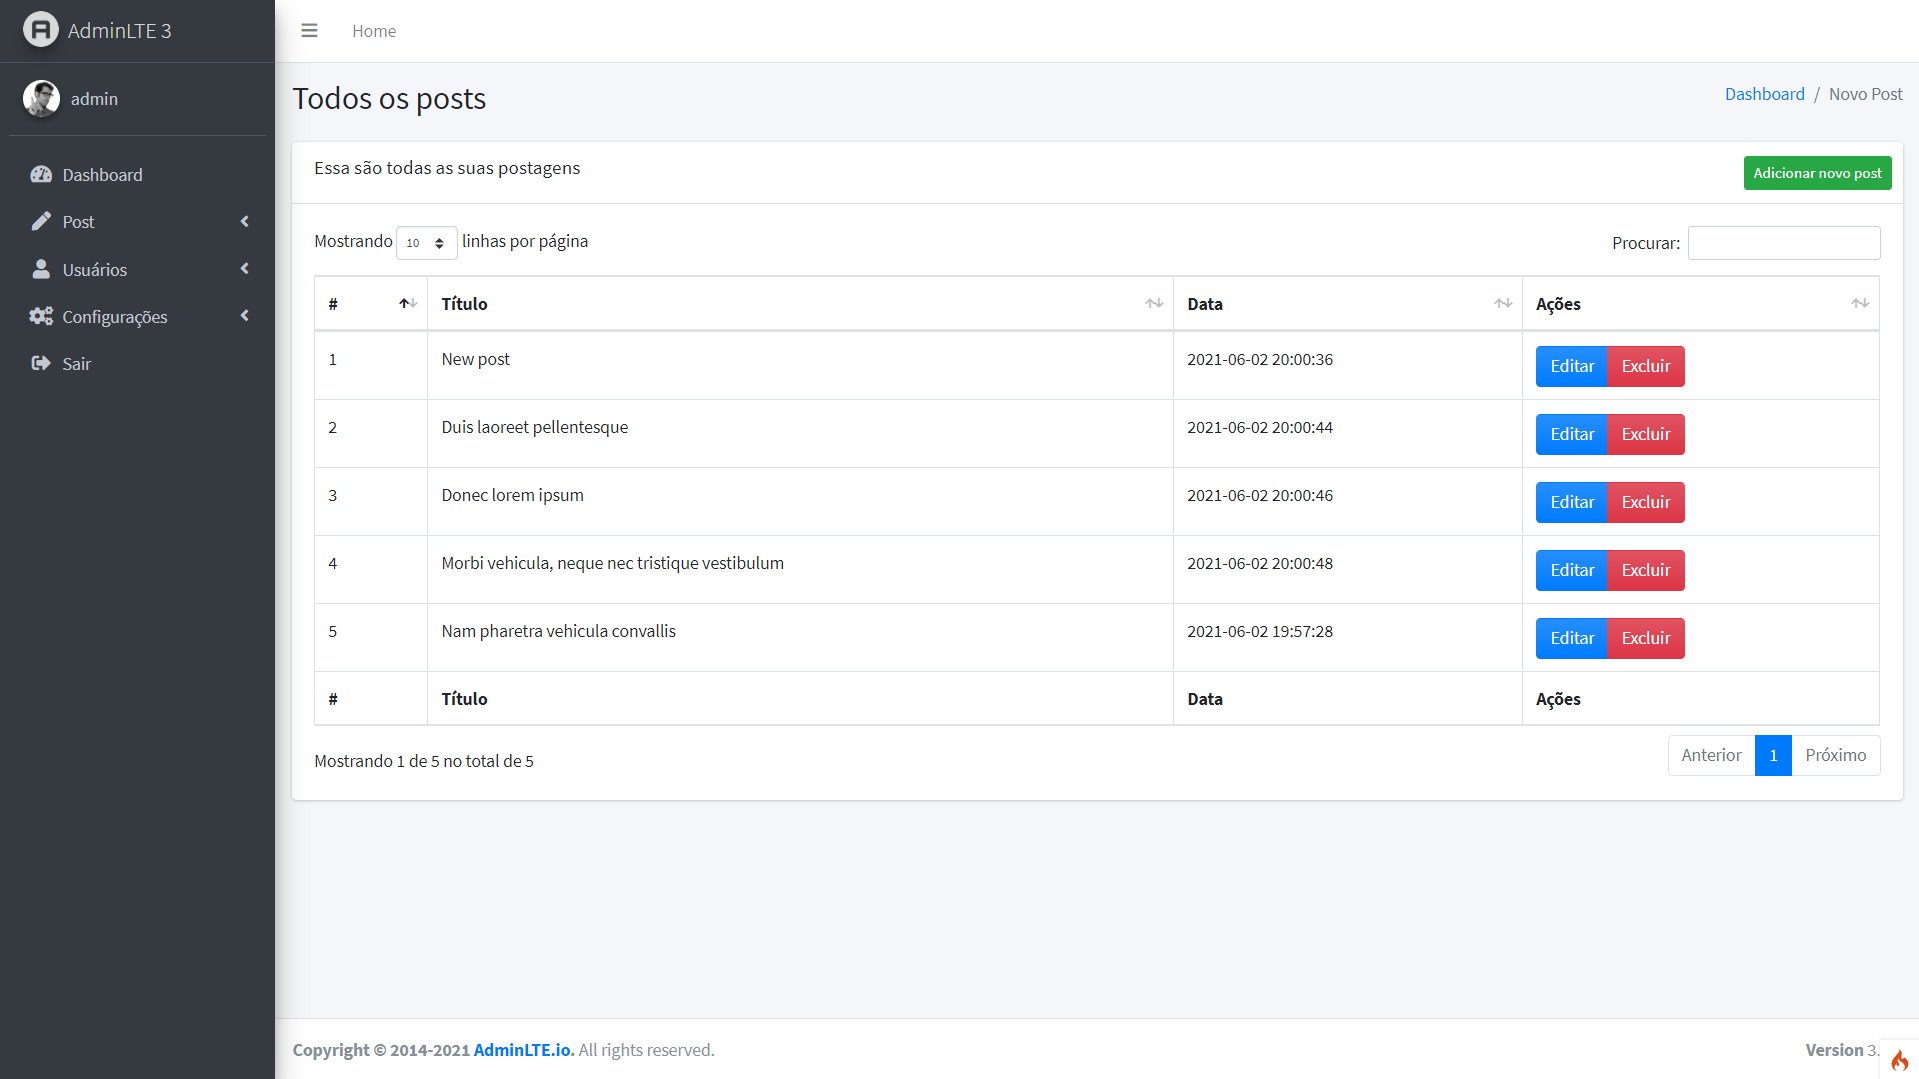 AdminLTE 3
Home
admin
Dashboard
Post
Usuários
Configurações
Sair
Todos os posts
Dashboard / Novo Post
Essa são todas as suas postagens
Adicionar novo post
Mostrando 10 linhas por página
Procurar:
# Título Data Ações
1 New post 2021-06-02 20:00:36 Editar Excluir
2 Duis laoreet pellentesque 2021-06-02 20:00:44 Editar Excluir
3 Donec lorem ipsum 2021-06-02 20:00:46 Editar Excluir
4 Morbi vehicula, neque nec tristique vestibulum 2021-06-02 20:00:48 Editar Excluir
5 Nam pharetra vehicula convallis 2021-06-02 19:57:28 Editar Excluir
# Título Data Ações
Mostrando 1 de 5 no total de 5
Anterior 1 Próximo
Copyright © 2014-2021 AdminLTE.io. All rights reserved.
Version 3.